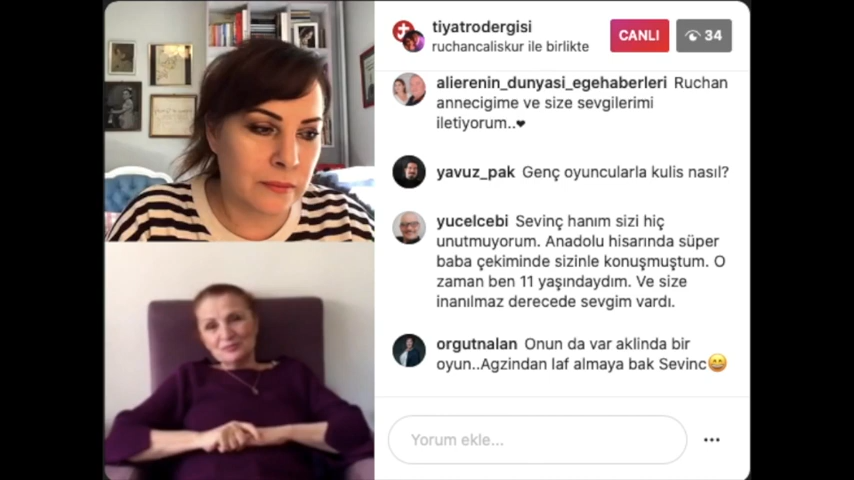 tiyatrodergisi
ruchancaliskur ile birlikte
CANLI
34
alierenin_dunyasi_egehaberleri Ruchan
annecigime ve size sevgilerimi
iletiyorum..❤
yavuz_pak Genç oyuncularla kulis nasıl?
yucelcebi Sevinç hanım sizi hiç
unutmuyorum. Anadolu hisarında süper
baba çekiminde sizinle konuşmuştum. O
zaman ben 11 yaşındaydım. Ve size
inanılmaz derecede sevgim vardı.
orgutnalan Onun da var aklinda bir
oyun..Agzindan laf almaya bak Sevinc😄
Yorum ekle...